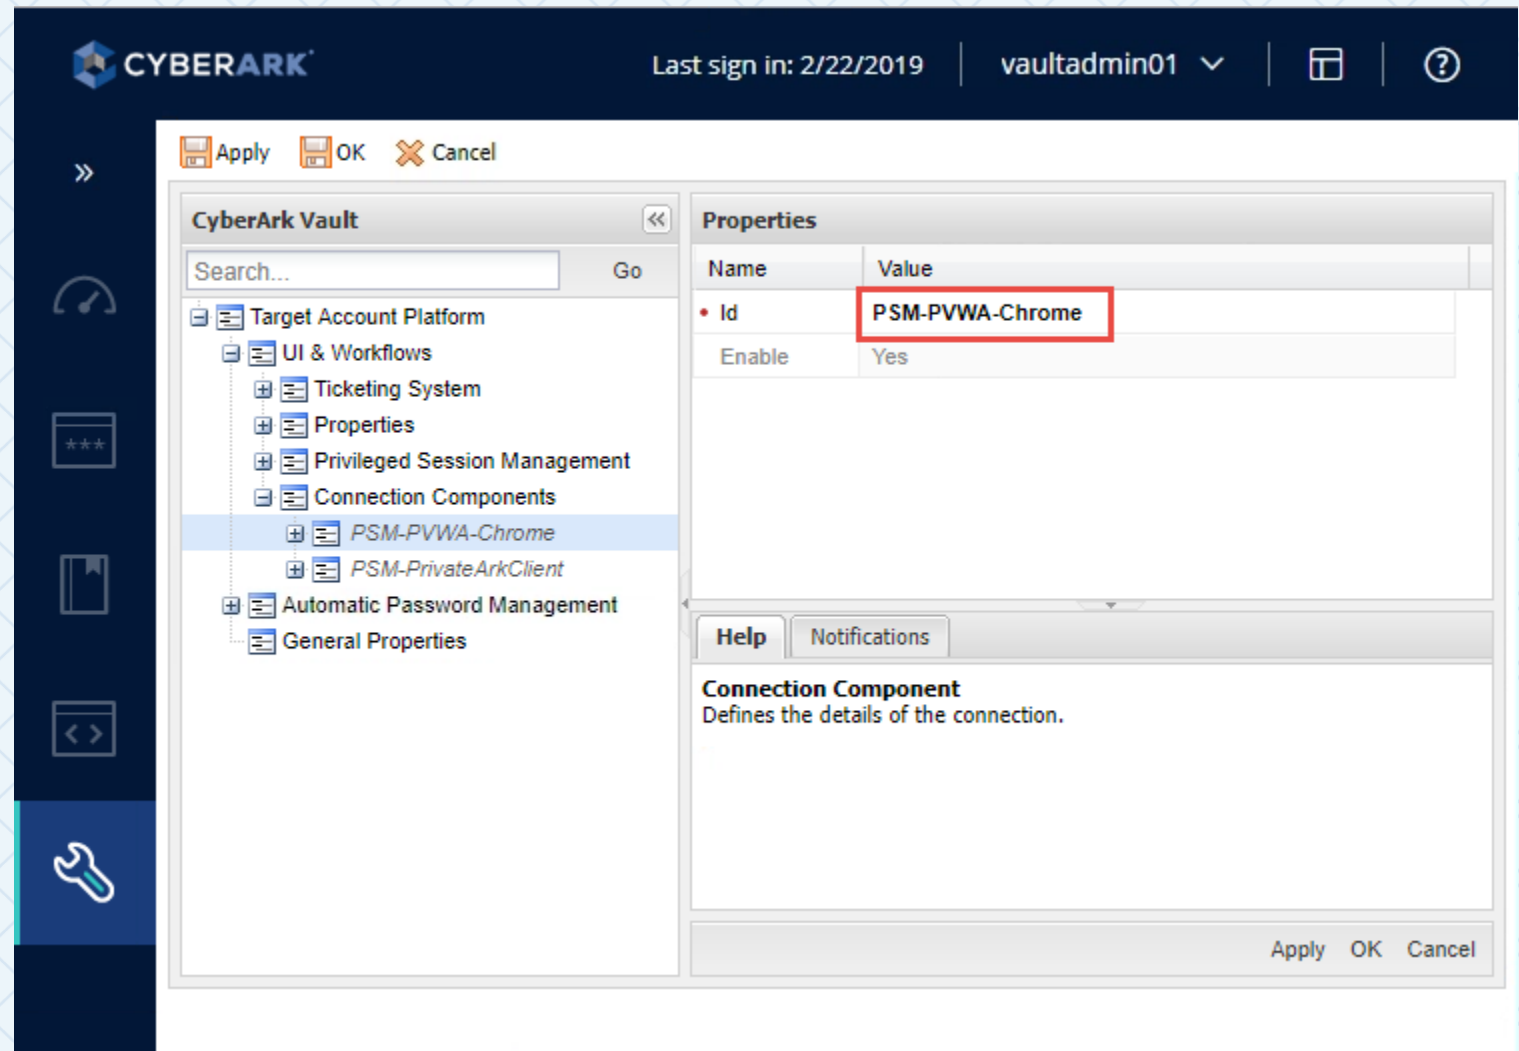 CYBERARK
Last sign in: 2/22/2019
vaultadmin01
Apply
OK
Cancel
CyberArk Vault
Search...
Go
Target Account Platform
UI & Workflows
Ticketing System
Properties
Privileged Session Management
Connection Components
PSM-PVWA-Chrome
PSM-PrivateArkClient
Automatic Password Management
General Properties
Properties
Name Value
Id PSM-PVWA-Chrome
Enable Yes
Help
Notifications
Connection Component
Defines the details of the connection.
Apply OK Cancel